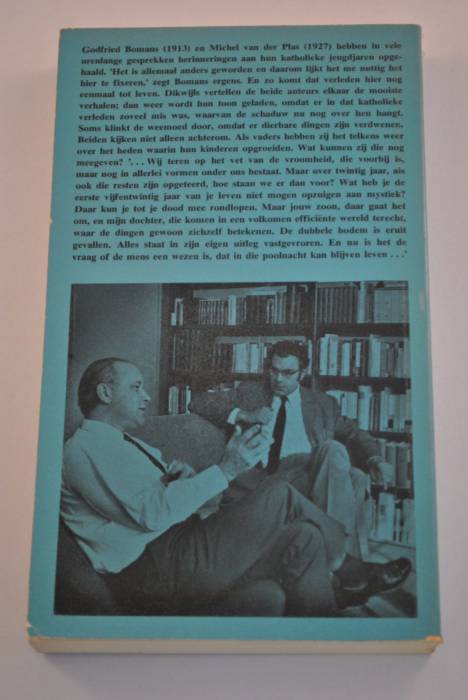 Godfried Bomans (1913) en Michel van der Plas (1927) hebben in vele
urenlange gesprekken herinneringen aan hun katholieke jeugdjaren opge-
haald. 'Het is allemaal anders geworden en daarom lijkt het me nuttig het
hier te fixeren,' zegt Bomans ergens. En zo komt dat verleden hier nog
eenmaal tot leven. Dikwijls vertellen de beide auteurs elkaar de mooiste
verhalen; dan weer wordt hun toon geladen, omdat er in dat katholieke
verleden zoveel mis was, waarvan de schaduw nu nog over hen hangt.
Soms klinkt de weemoed door, omdat er dierbare dingen zijn verdwenen.
Beiden kijken niet alleen achterom. Als vaders hebben zij het telkens weer
over het heden waarin hun kinderen opgroeien. Wat kunnen zij die nog
meegeven? '. . . Wij teren op het vet van de vroomheid, die voorbij is,
maar nog in allerlei vormen onder ons bestaat. Maar over twintig jaar, als
ook die resten zijn opgeteerd, hoe staan we er dan voor? Wat heb je de
eerste vijfentwintig jaar van je leven niet mogen opzuigen aan mystiek?
Daar kun je tot je dood mee rondlopen. Maar jouw zoon, daar gaat het
om, en mijn dochter, die komen in een volkomen efficiënte wereld terecht,
waar de dingen gewoon zichzelf betekenen. De dubbele bodem is eruit
gevallen. Alles staat in zijn eigen uitleg vastgevroren. En nu is het de
vraag of de mens een wezen is, dat in die poolnacht kan blijven leven . . .'